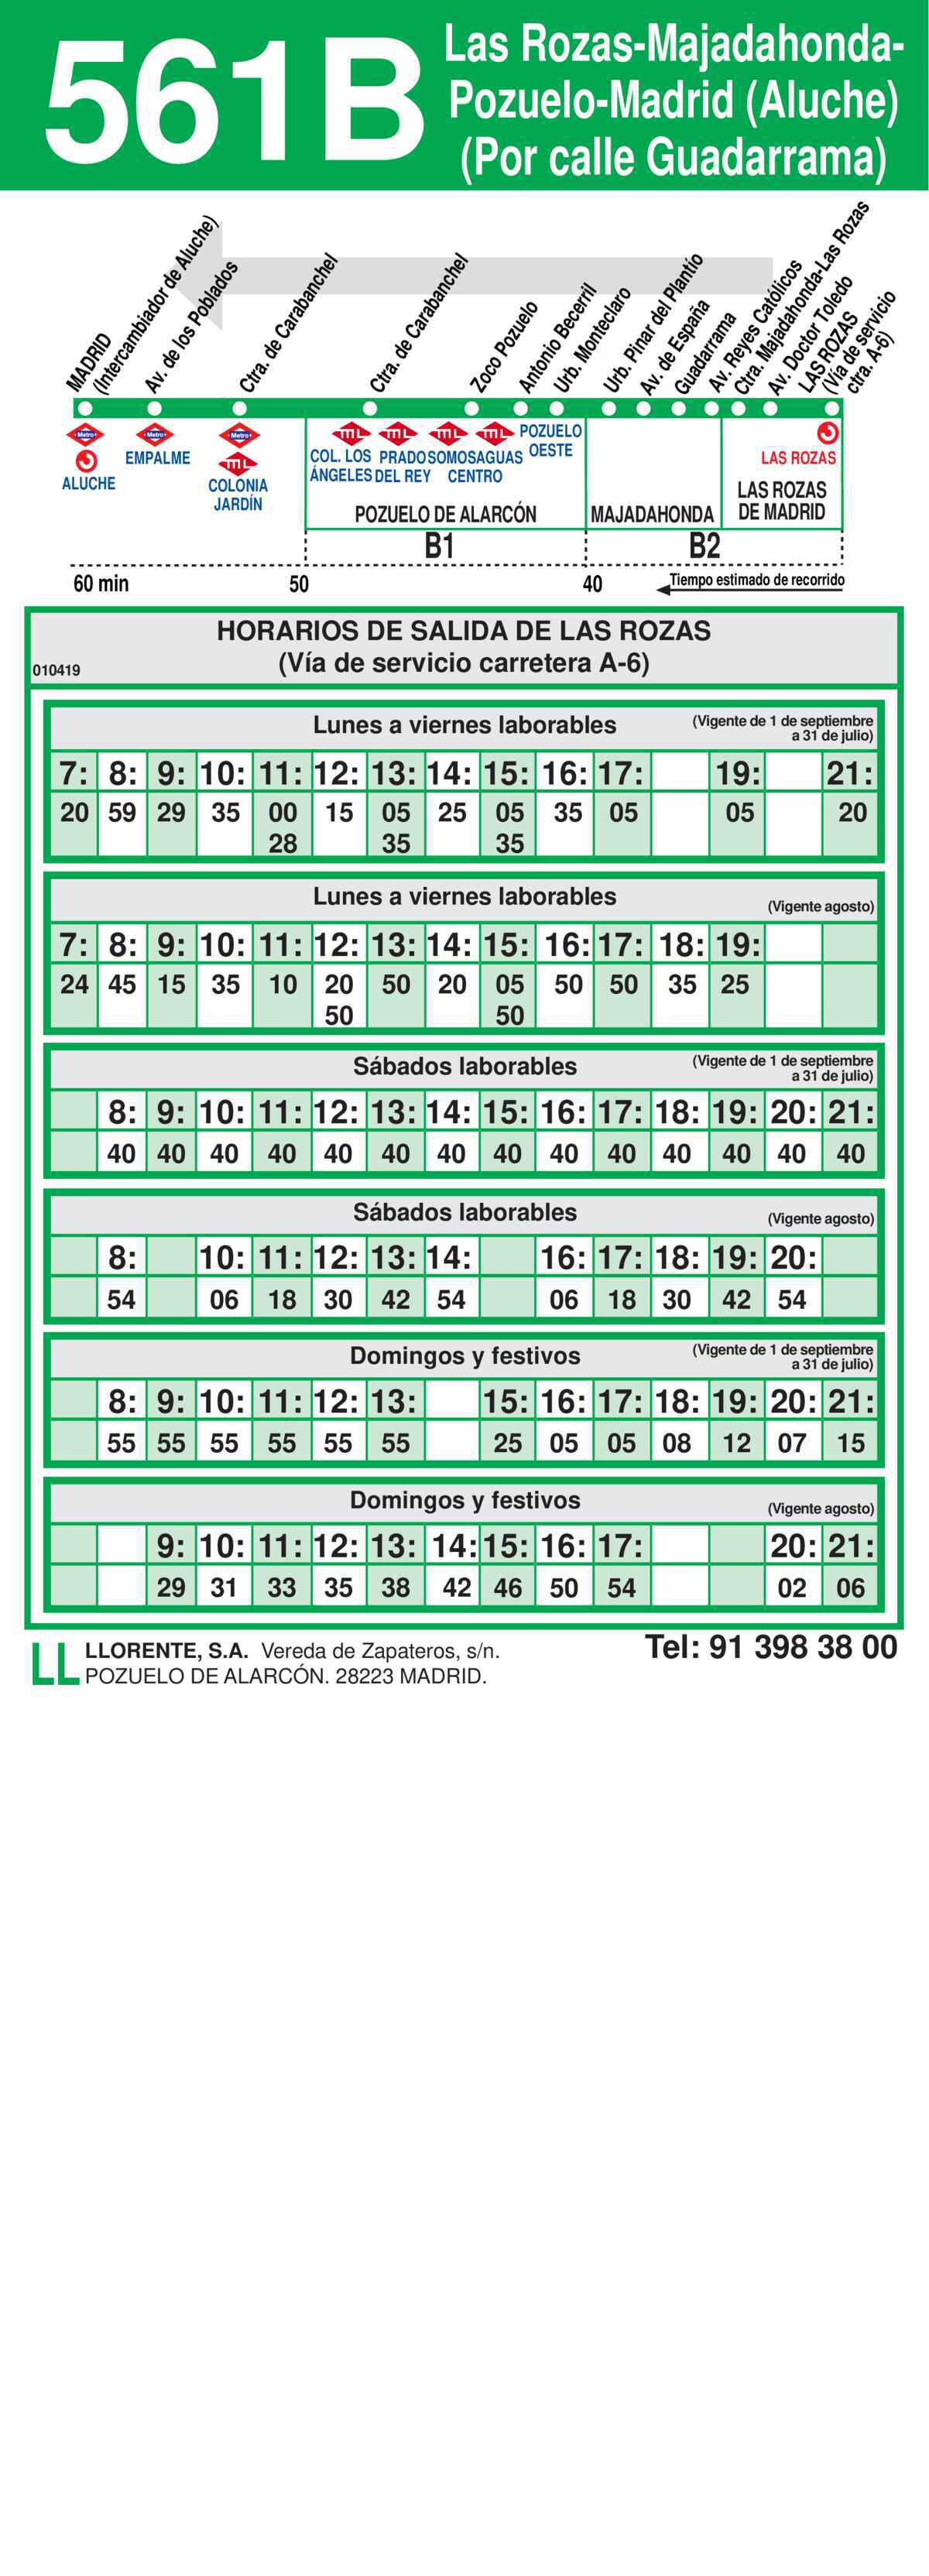 561B
Las Rozas-Majadahonda-
Pozuelo-Madrid (Aluche)
(Por calle Guadarrama)
MADRID
(Intercambiador de Aluche)
Av. de los Poblados
Ctra. de Carabanchel
Ctra. de Carabanchel
Zoco Pozuelo
Antonio Becerril
Urb. Monteclaro
Urb. Pinar del Plantío
Av. de España
Guadarrama
Av. Reyes Católicos
Ctra. Majadahonda-Las Rozas
Av. Doctor Toledo
LAS ROZAS
(Vía de servicio
ctra. A-6)
Metro Metro Metro
ALUCHE
EMPALME
COLONIA
JARDÍN
mL
mL mL mL mL
COL. LOS
ÁNGELES
PRADO
DEL REY
SOMOSAGUAS
CENTRO
POZUELO
OESTE
LAS ROZAS
POZUELO DE ALARCÓN
MAJADAHONDA
LAS ROZAS
DE MADRID
B1
B2
60 min 50 40 Tiempo estimado de recorrido
HORARIOS DE SALIDA DE LAS ROZAS
(Vía de servicio carretera A-6)
010419
Lunes a viernes laborables
(Vigente de 1 de septiembre
a 31 de julio)
7: 8: 9: 10: 11: 12: 13: 14: 15: 16: 17: 19: 21:
20 59 29 35 00 15 05 25 05 35 05 05 20
28 35 35
Lunes a viernes laborables
(Vigente agosto)
7: 8: 9: 10: 11: 12: 13: 14: 15: 16: 17: 18: 19:
24 45 15 35 10 20 50 20 05 50 50 35 25
50 50
Sábados laborables
(Vigente de 1 de septiembre
a 31 de julio)
8: 9: 10: 11: 12: 13: 14: 15: 16: 17: 18: 19: 20: 21:
40 40 40 40 40 40 40 40 40 40 40 40 40 40
Sábados laborables
(Vigente agosto)
8: 10: 11: 12: 13: 14: 16: 17: 18: 19: 20:
54 06 18 30 42 54 06 18 30 42 54
Domingos y festivos
(Vigente de 1 de septiembre
a 31 de julio)
8: 9: 10: 11: 12: 13: 15: 16: 17: 18: 19: 20: 21:
55 55 55 55 55 55 25 05 05 08 12 07 15
Domingos y festivos
(Vigente agosto)
9: 10: 11: 12: 13: 14: 15: 16: 17: 20: 21:
29 31 33 35 38 42 46 50 54 02 06
LL
LLORENTE, S.A. Vereda de Zapateros, s/n.
POZUELO DE ALARCÓN. 28223 MADRID.
Tel: 91 398 38 00